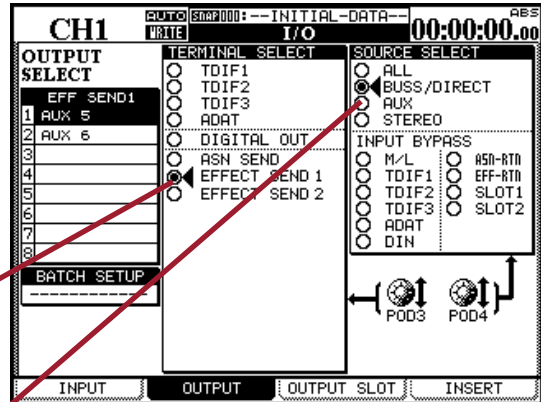 CH1
AUTO
WRITE
SNAP000:--INITIAL-DATA--
I/O
ABS
00:00:00.00
OUTPUT
SELECT
EFF SEND1
1 AUX 5
2 AUX 6
3
4
5
6
7
8
BATCH SETUP
--------------
TERMINAL SELECT
TDIF1
TDIF2
TDIF3
ADAT
DIGITAL OUT
ASN SEND
EFFECT SEND 1
EFFECT SEND 2
SOURCE SELECT
ALL
BUSS/DIRECT
AUX
STEREO
INPUT BYPASS
M/L
TDIF1
TDIF2
TDIF3
ADAT
DIN
ASN-RTN
EFF-RTN
SLOT1
SLOT2
POD3
POD4
INPUT
OUTPUT
OUTPUT SLOT
INSERT